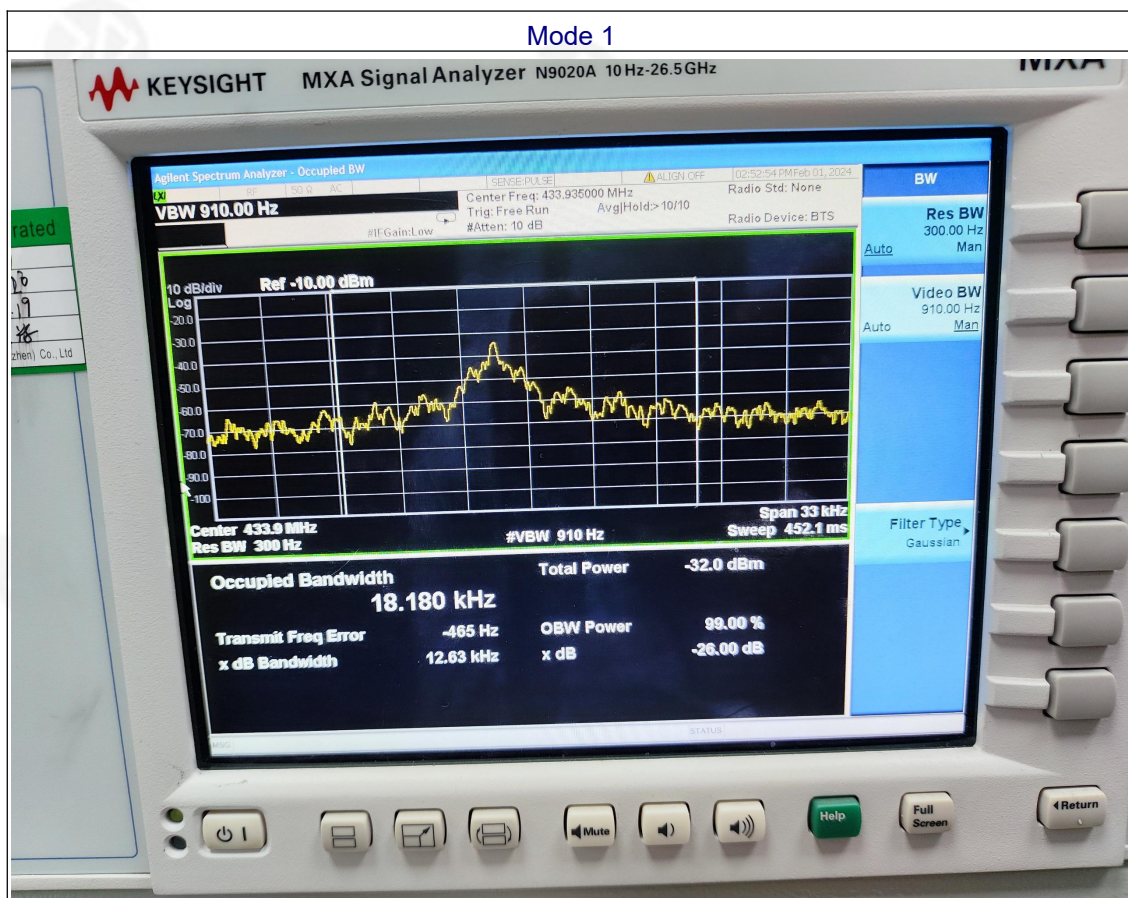 Mode 1
KEYSIGHT MXA Signal Analyzer N9020A 10 Hz-26.5 GHz
MXA
Agilent Spectrum Analyzer - Occupied BW
LXI RF 50 Ω AC SENSE:PULSE ALIGN OFF 02:52:54 PM Feb 01, 2024
VBW 910.00 Hz
Center Freq: 433.935000 MHz
Radio Std: None
Trig: Free Run Avg|Hold:>10/10
#IFGain:Low #Atten: 10 dB
Radio Device: BTS
10 dB/div Ref -10.00 dBm
Log
-20.0
-30.0
-40.0
-50.0
-60.0
-70.0
-80.0
-90.0
-100
Center 433.9 MHz Span 33 kHz
Res BW 300 Hz #VBW 910 Hz Sweep 452.1 ms
Occupied Bandwidth Total Power -32.0 dBm
18.180 kHz
Transmit Freq Error -465 Hz OBW Power 99.00 %
x dB Bandwidth 12.63 kHz x dB -26.00 dB
MSG STATUS
BW
Res BW
300.00 Hz
Auto Man
Video BW
910.00 Hz
Auto Man
Filter Type
Gaussian
rated
zhen) Co., Ltd
Mute
Help
Full
Screen
Return